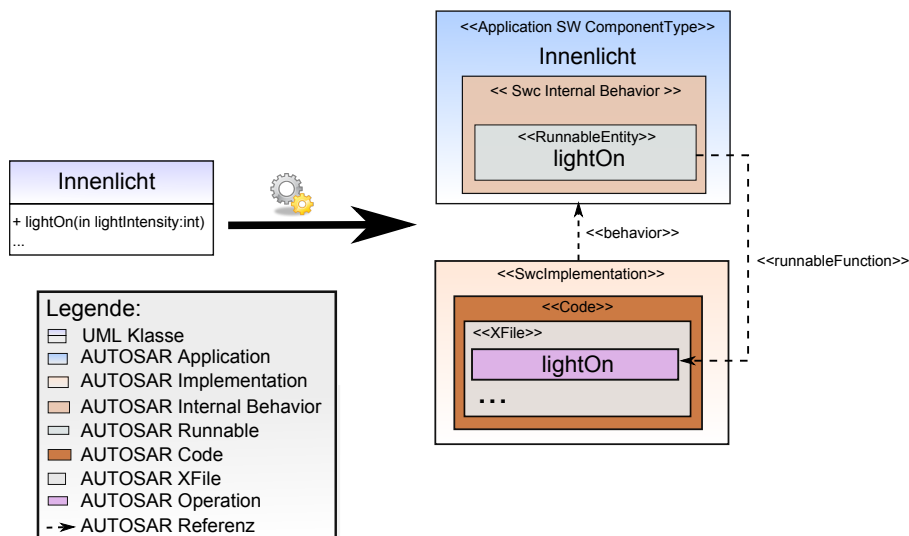 <<Application SW ComponentType>>
Innenlicht
<< Swc Internal Behavior >>
<<RunnableEntity>>
lightOn
Innenlicht
+ lightOn(in lightIntensity:int)
...
<<behavior>>
<<runnableFunction>>
<<SwcImplementation>>
<<Code>>
<<XFile>>
lightOn
...
Legende:
UML Klasse
AUTOSAR Application
AUTOSAR Implementation
AUTOSAR Internal Behavior
AUTOSAR Runnable
AUTOSAR Code
AUTOSAR XFile
AUTOSAR Operation
AUTOSAR Referenz